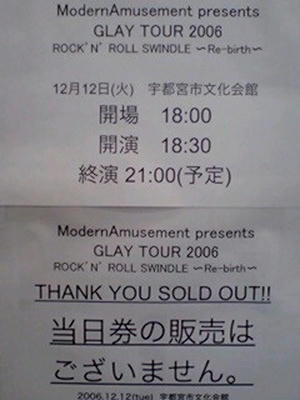 ModernAmusement presents
GLAY TOUR 2006
ROCK'N' ROLL SWINDLE 〜Re-birth〜
12月12日(火) 宇都宮市文化会館
開場 18:00
開演 18:30
終演 21:00(予定)
ModernAmusement presents
GLAY TOUR 2006
ROCK'N' ROLL SWINDLE 〜Re-birth〜
THANK YOU SOLD OUT!!
当日券の販売は
ございません。
2006.12.12(tue) 宇都宮市文化会館